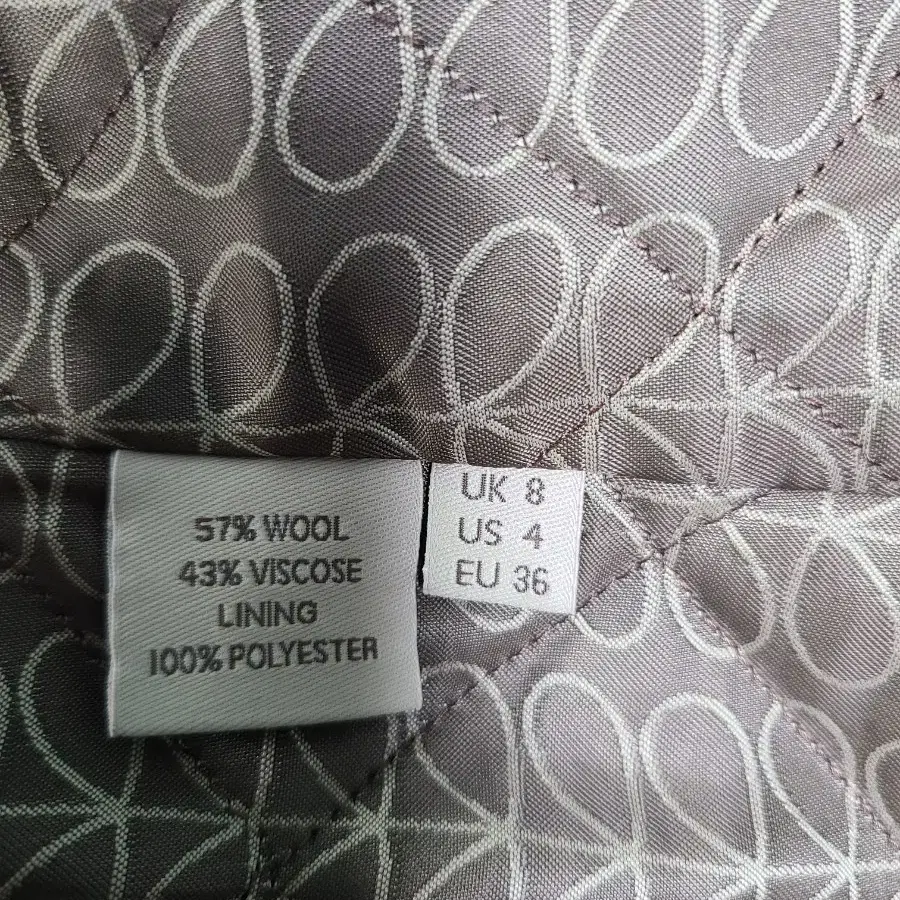 57% WOOL
43% VISCOSE
LINING
100% POLYESTER
UK 8
US 4
EU 36